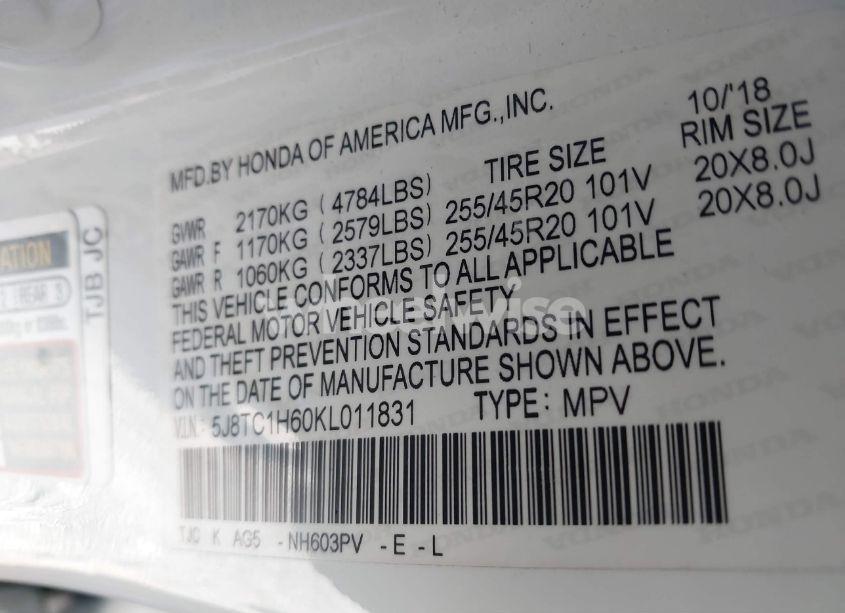 MFD.BY HONDA OF AMERICA MFG.,INC. 10/'18
TIRE SIZE RIM SIZE
GVWR 2170KG ( 4784LBS)
GAWR F 1170KG ( 2579LBS) 255/45R20 101V 20X8.0J
GAWR R 1060KG ( 2337LBS) 255/45R20 101V 20X8.0J
THIS VEHICLE CONFORMS TO ALL APPLICABLE
FEDERAL MOTOR VEHICLE SAFETY
AND THEFT PREVENTION STANDARDS IN EFFECT
ON THE DATE OF MANUFACTURE SHOWN ABOVE.
V.I.N: 5J8TC1H60KL011831 TYPE: MPV
TJC K AG5 -NH603PV -E -L
TJB JC
REAR
HONDA